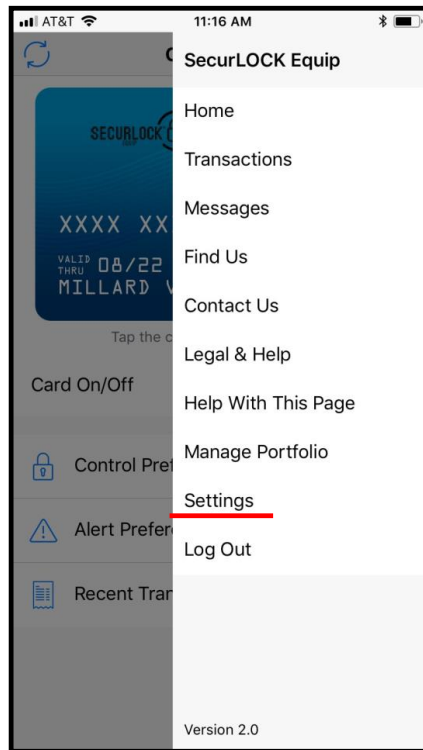 AT&T
11:16 AM
SecurLOCK Equip
Home
Transactions
Messages
Find Us
Contact Us
Legal & Help
Help With This Page
Manage Portfolio
Settings
Log Out
Version 2.0
SECURLOCK
EQUIP
XXXX XX
VALID
THRU 08/22
MILLARD
Tap the c
Card On/Off
Control Pref
Alert Prefer
Recent Tran